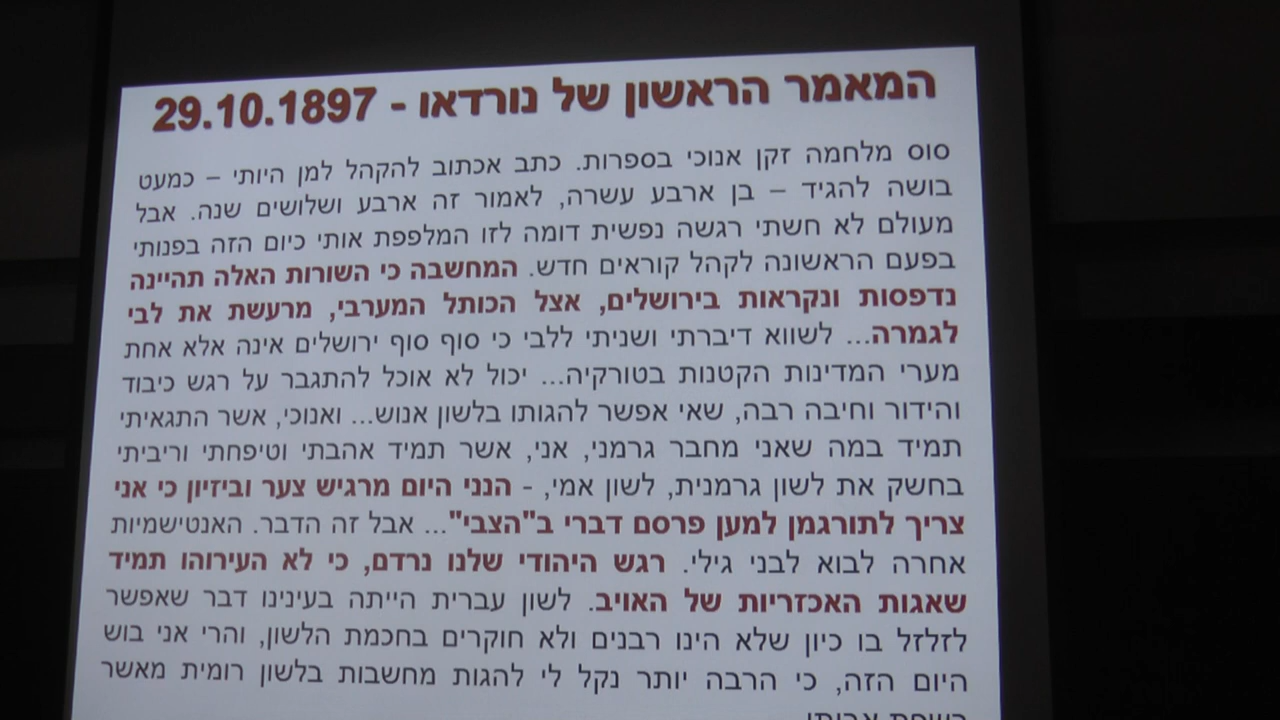 המאמר הראשון של נורדאו - 29.10.1897
סוס מלחמה זקן אנוכי בספרות. כתב אכתוב להקהל למן היותי – כמעט
בושה להגיד – בן ארבע עשרה, לאמור זה ארבע ושלושים שנה. אבל
מעולם לא חשתי רגשה נפשית דומה לזו המלפפת אותי כיום הזה בפנותי
בפעם הראשונה לקהל קוראים חדש. המחשבה כי השורות האלה תהיינה
נדפסות ונקראות בירושלים, אצל הכותל המערבי, מרעשת את לבי
לגמרה... לשווא דיברתי ושניתי ללבי כי סוף סוף ירושלים אינה אלא אחת
מערי המדינות הקטנות בטורקיה... יכול לא אוכל להתגבר על רגש כיבוד
והידור וחיבה רבה, שאי אפשר להגותו בלשון אנוש... ואנוכי, אשר התגאיתי
תמיד במה שאני מחבר גרמני, אני, אשר תמיד אהבתי וטיפחתי וריביתי
בחשק את לשון גרמנית, לשון אמי, - הנני היום מרגיש צער וביזיון כי אני
צריך לתורגמן למען פרסם דברי ב"הצבי"... אבל זה הדבר. האנטישמיות
אחרה לבוא לבני גילי. רגש היהודי שלנו נרדם, כי לא העירוהו תמיד
שאגות האכזריות של האויב. לשון עברית הייתה בעינינו דבר שאפשר
לזלזל בו כיון שלא הינו רבנים ולא חוקרים בחכמת הלשון, והרי אני בוש
היום הזה, כי הרבה יותר נקל לי להגות מחשבות בלשון רומית מאשר